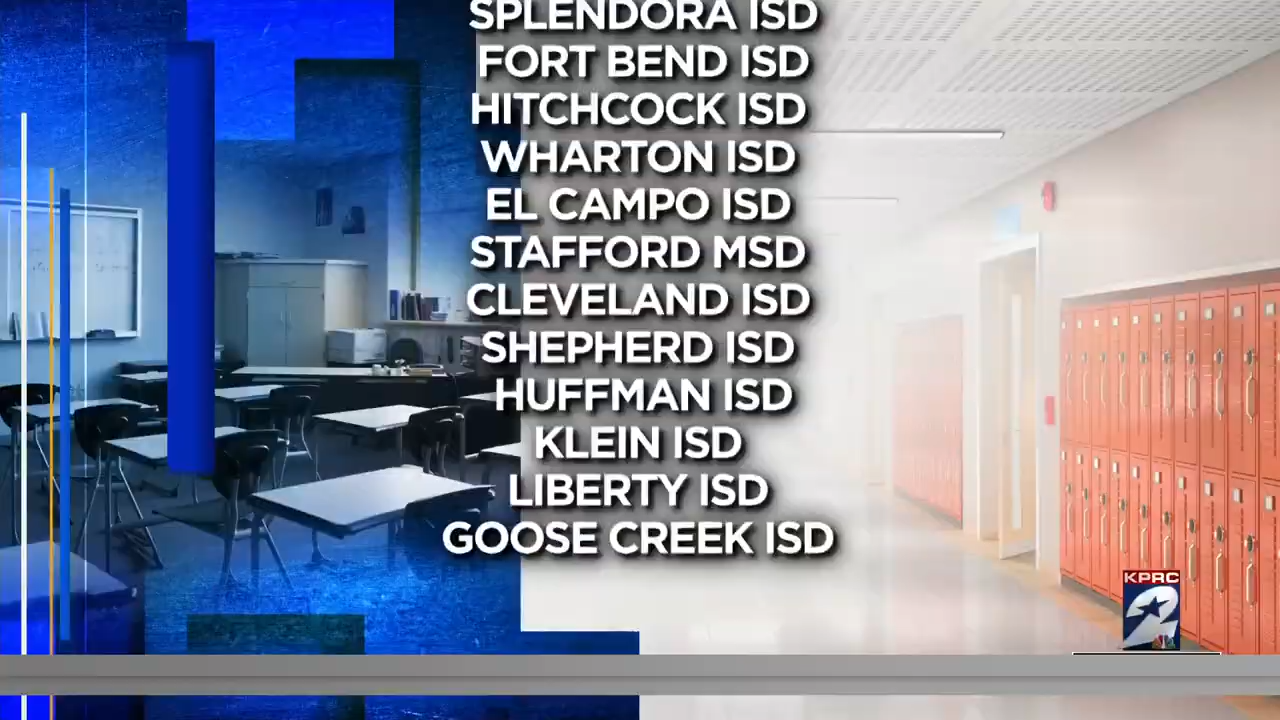 SPLENDORA ISD
FORT BEND ISD
HITCHCOCK ISD
WHARTON ISD
EL CAMPO ISD
STAFFORD MSD
CLEVELAND ISD
SHEPHERD ISD
HUFFMAN ISD
KLEIN ISD
LIBERTY ISD
GOOSE CREEK ISD
KPRC
2